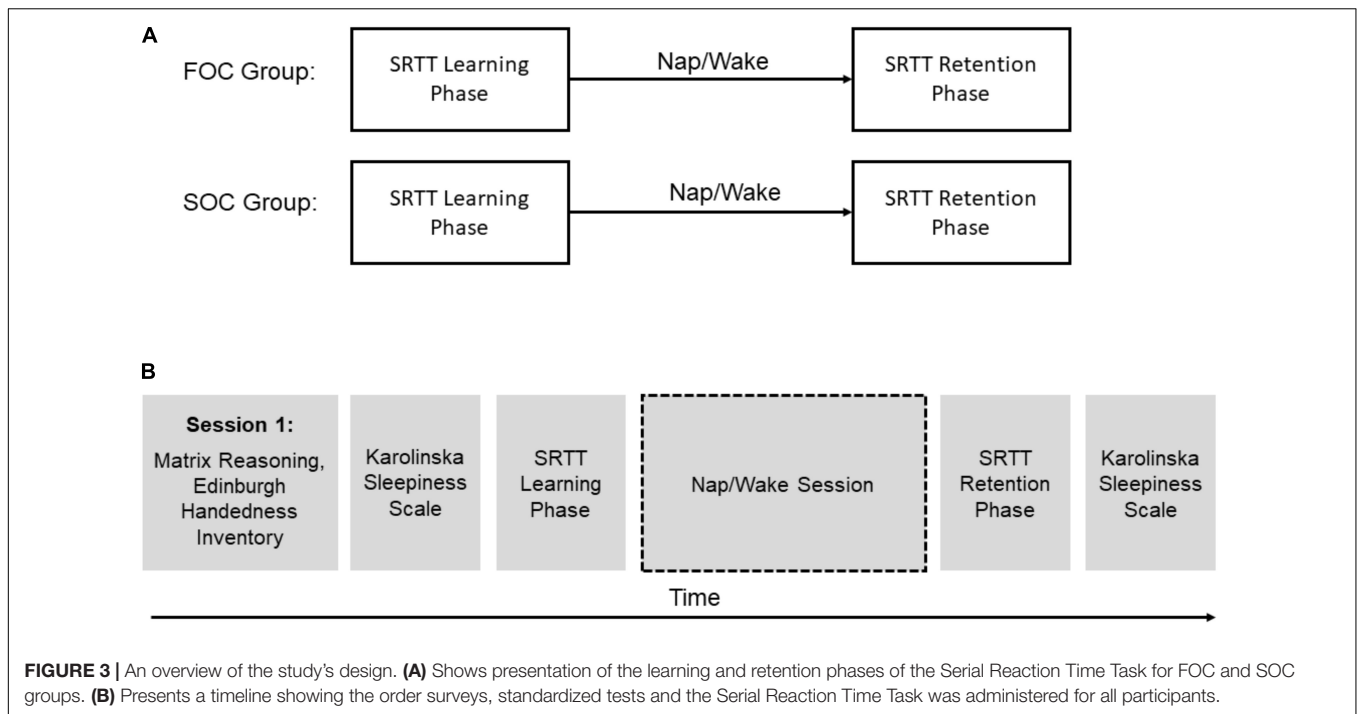 A
FOC Group:
SRTT Learning
Phase
Nap/Wake
SRTT Retention
Phase
SOC Group:
SRTT Learning
Phase
Nap/Wake
SRTT Retention
Phase
B
Session 1:
Matrix Reasoning,
Edinburgh
Handedness
Inventory
Karolinska
Sleepiness
Scale
SRTT
Learning
Phase
Nap/Wake Session
SRTT
Retention
Phase
Karolinska
Sleepiness
Scale
Time
FIGURE 3 | An overview of the study's design. (A) Shows presentation of the learning and retention phases of the Serial Reaction Time Task for FOC and SOC
groups. (B) Presents a timeline showing the order surveys, standardized tests and the Serial Reaction Time Task was administered for all participants.